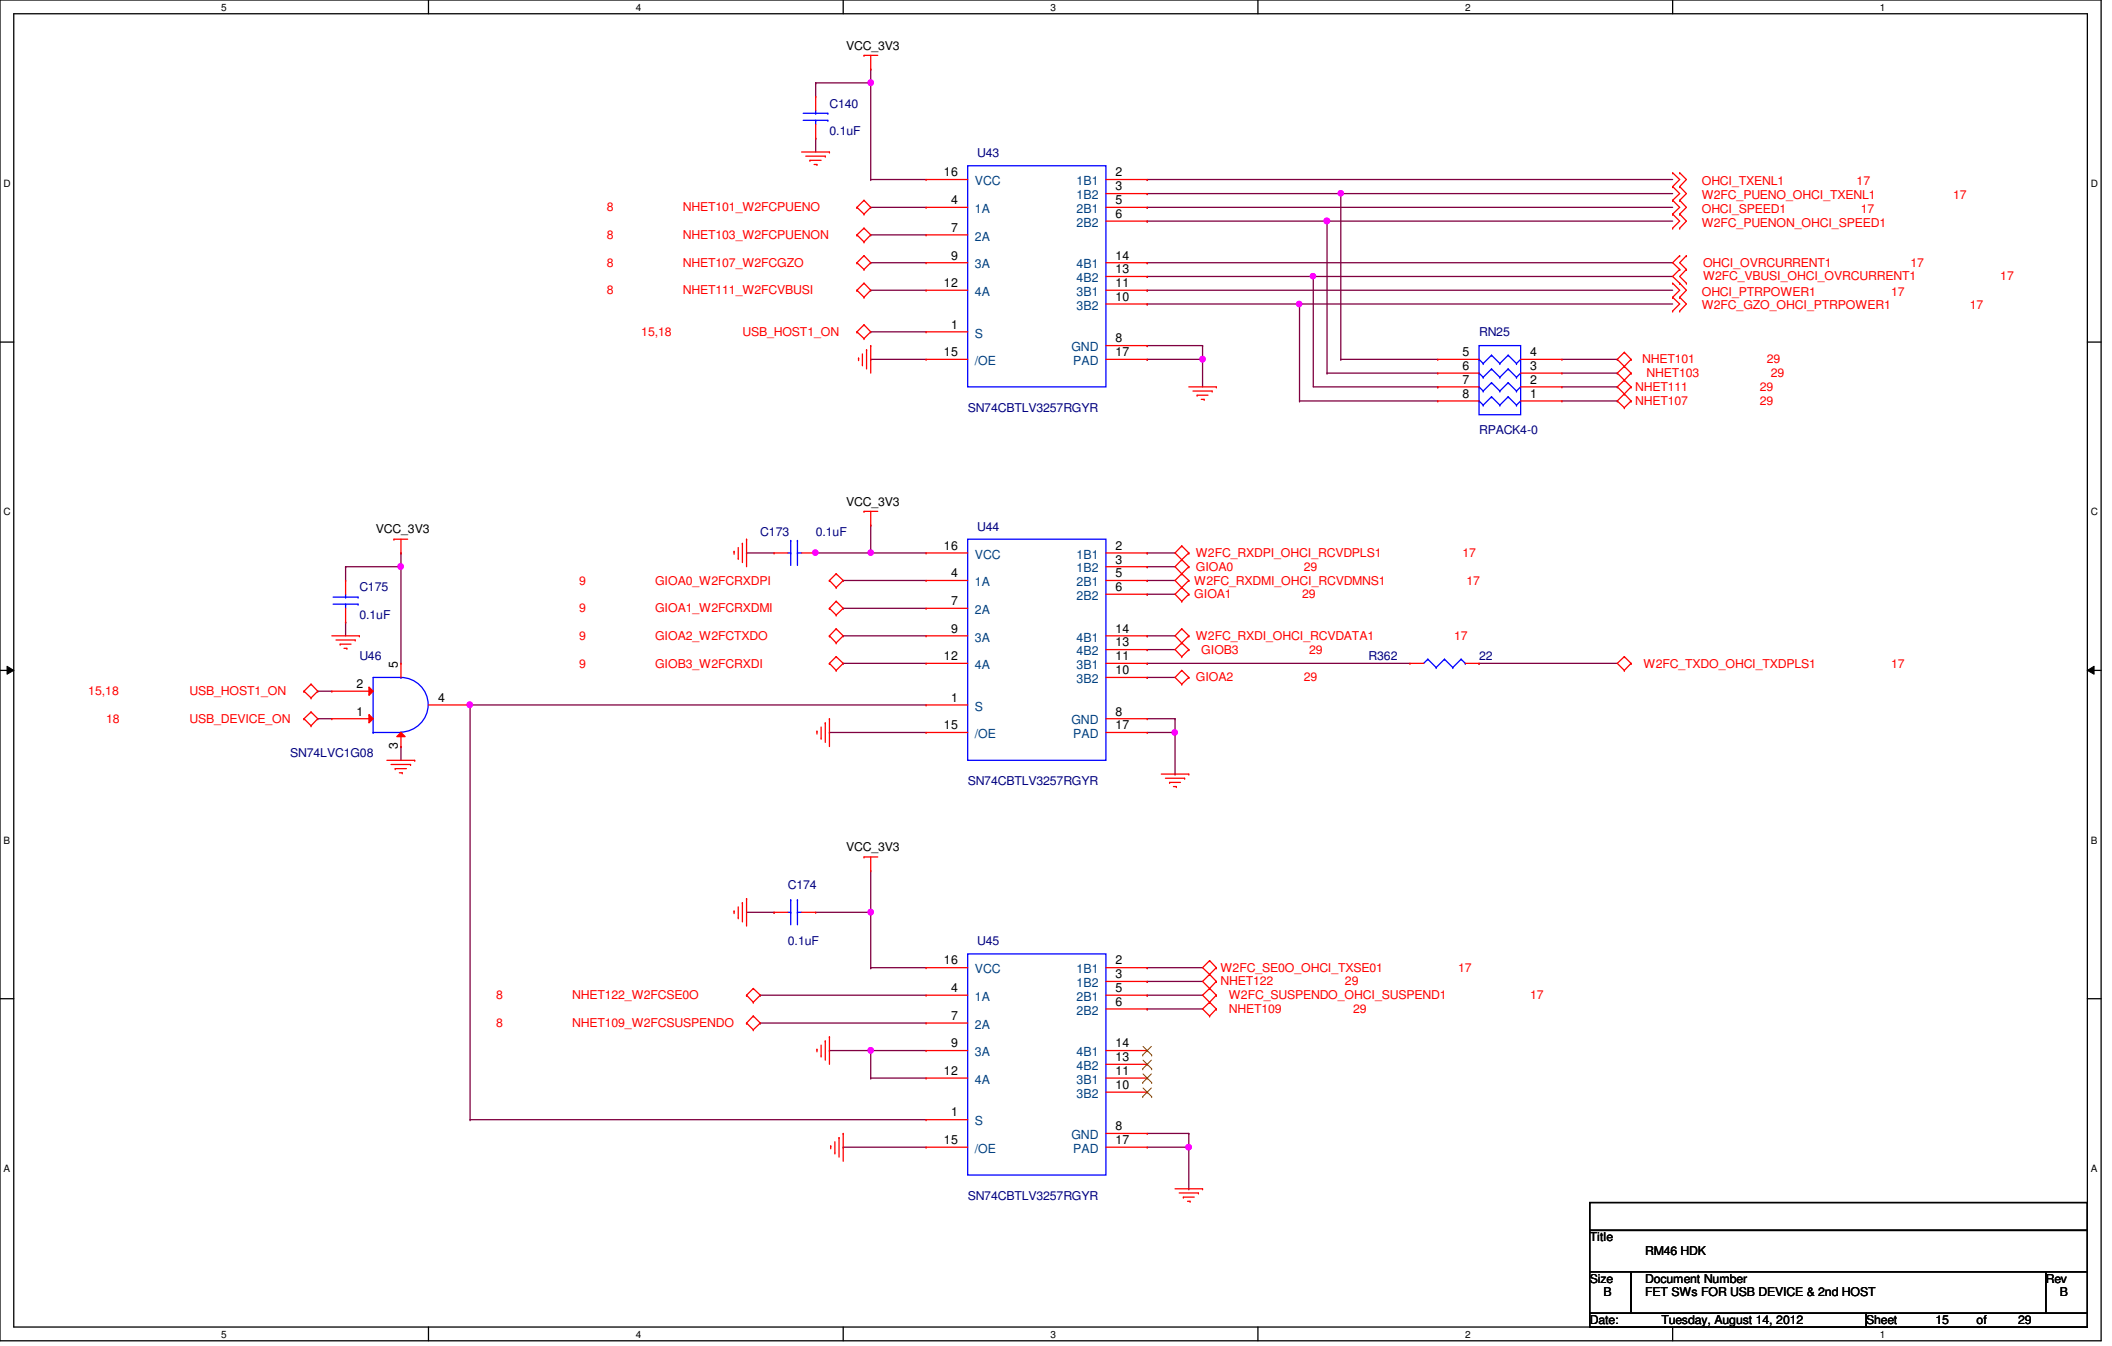 5 4 3 2 1
D D
C C
B B
A A
VCC_3V3
C140
0.1uF
U43
16 VCC 1B1 2 OHCI_TXENL1 17
1B2 3 W2FC_PUENO_OHCI_TXENL1 17
8 NHET101_W2FCPUENO 4 1A 2B1 5 OHCI_SPEED1 17
2B2 6 W2FC_PUENON_OHCI_SPEED1
8 NHET103_W2FCPUENON 7 2A
8 NHET107_W2FCGZO 9 3A 4B1 14 OHCI_OVRCURRENT1 17
4B2 13 W2FC_VBUSI_OHCI_OVRCURRENT1 17
8 NHET111_W2FCVBUSI 12 4A 3B1 11 OHCI_PTRPOWER1 17
3B2 10 W2FC_GZO_OHCI_PTRPOWER1 17
15,18 USB_HOST1_ON 1 S
GND 8
15 /OE PAD 17
SN74CBTLV3257RGYR
RN25
5 4 NHET101 29
6 3 NHET103 29
7 2 NHET111 29
8 1 NHET107 29
RPACK4-0
VCC_3V3
C173 0.1uF
U44
16 VCC 1B1 2 W2FC_RXDPI_OHCI_RCVDPLS1 17
1B2 3 GIOA0 29
9 GIOA0_W2FCRXDPI 4 1A 2B1 5 W2FC_RXDMI_OHCI_RCVDMNS1 17
2B2 6 GIOA1 29
9 GIOA1_W2FCRXDMI 7 2A
9 GIOA2_W2FCTXDO 9 3A 4B1 14 W2FC_RXDI_OHCI_RCVDATA1 17
4B2 13 GIOB3 29
9 GIOB3_W2FCRXDI 12 4A 3B1 11 R362 22 W2FC_TXDO_OHCI_TXDPLS1 17
3B2 10 GIOA2 29
1 S
GND 8
15 /OE PAD 17
SN74CBTLV3257RGYR
VCC_3V3
C175
0.1uF
U46
5
15,18 USB_HOST1_ON 2
4
18 USB_DEVICE_ON 1
3
SN74LVC1G08
VCC_3V3
C174
0.1uF
U45
16 VCC 1B1 2 W2FC_SE0O_OHCI_TXSE01 17
1B2 3 NHET122 29
8 NHET122_W2FCSE0O 4 1A 2B1 5 W2FC_SUSPENDO_OHCI_SUSPEND1 17
2B2 6 NHET109 29
8 NHET109_W2FCSUSPENDO 7 2A
9 3A 4B1 14
4B2 13
12 4A 3B1 11
3B2 10
1 S
GND 8
15 /OE PAD 17
SN74CBTLV3257RGYR
Title
RM46 HDK
Size Document Number Rev
B FET SWs FOR USB DEVICE & 2nd HOST B
Date: Tuesday, August 14, 2012 Sheet 15 of 29
5 4 3 2 1